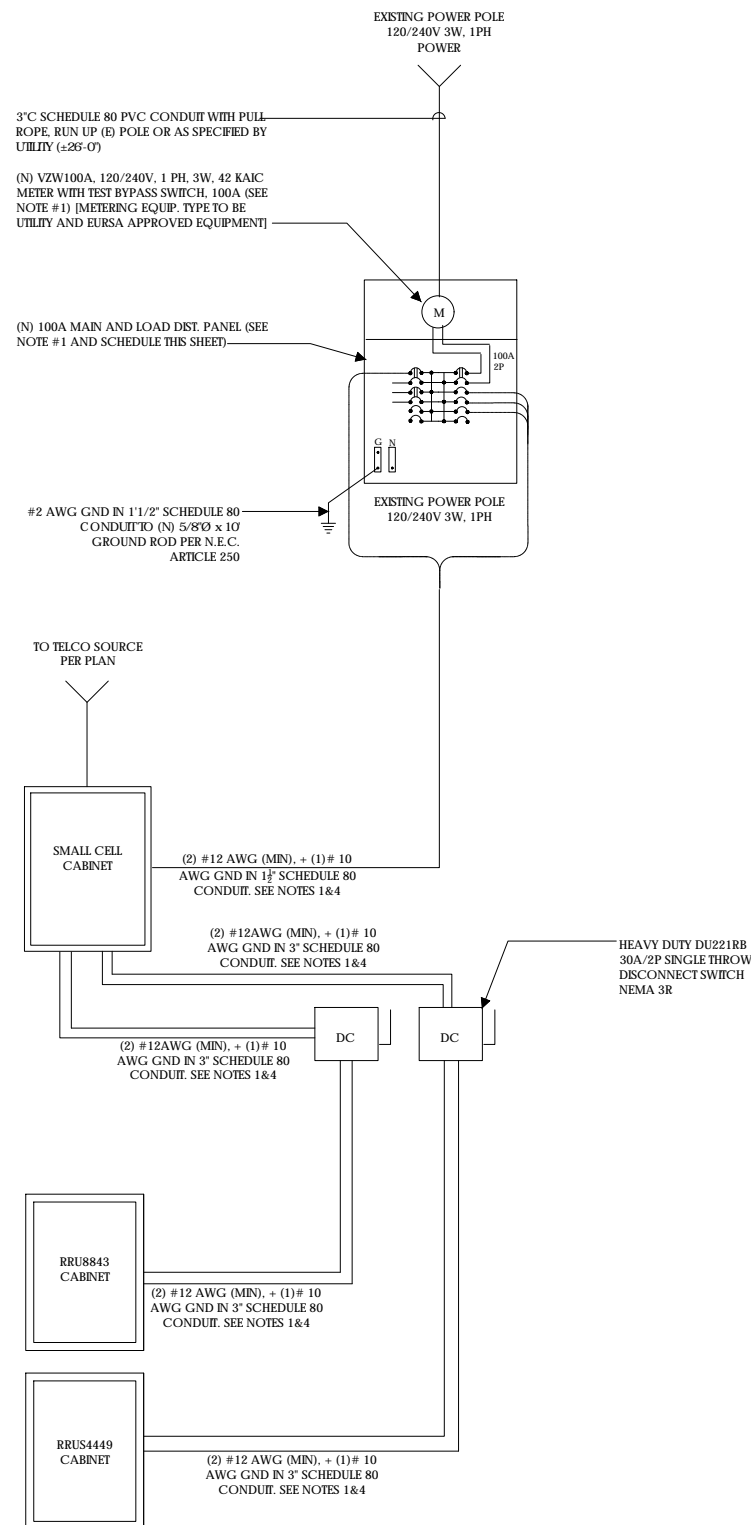 EXISTING POWER POLE
120/240V 3W, 1PH
POWER
3"C SCHEDULE 80 PVC CONDUIT WITH PULL
ROPE, RUN UP (E) POLE OR AS SPECIFIED BY
UTILITY (±26'-0")
(N) VZW100A, 120/240V, 1 PH, 3W, 42 KAIC
METER WITH TEST BYPASS SWITCH, 100A (SEE
NOTE #1) [METERING EQUIP. TYPE TO BE
UTILITY AND EURSA APPROVED EQUIPMENT]
M
(N) 100A MAIN AND LOAD DIST. PANEL (SEE
NOTE #1 AND SCHEDULE THIS SHEET)
100A
2P
G N
#2 AWG GND IN 1'1/2" SCHEDULE 80
CONDUIT TO (N) 5/8"Ø x 10'
GROUND ROD PER N.E.C.
ARTICLE 250
EXISTING POWER POLE
120/240V 3W, 1PH
TO TELCO SOURCE
PER PLAN
SMALL CELL
CABINET
(2) #12 AWG (MIN), + (1)# 10
AWG GND IN 1½" SCHEDULE 80
CONDUIT. SEE NOTES 1&4
(2) #12AWG (MIN), + (1)# 10
AWG GND IN 3" SCHEDULE 80
CONDUIT. SEE NOTES 1&4
HEAVY DUTY DU221RB
30A/2P SINGLE THROW
DISCONNECT SWITCH
NEMA 3R
DC
DC
(2) #12AWG (MIN), + (1)# 10
AWG GND IN 3" SCHEDULE 80
CONDUIT. SEE NOTES 1&4
RRU8843
CABINET
(2) #12 AWG (MIN), + (1)# 10
AWG GND IN 3" SCHEDULE 80
CONDUIT. SEE NOTES 1&4
RRUS4449
CABINET
(2) #12 AWG (MIN), + (1)# 10
AWG GND IN 3" SCHEDULE 80
CONDUIT. SEE NOTES 1&4